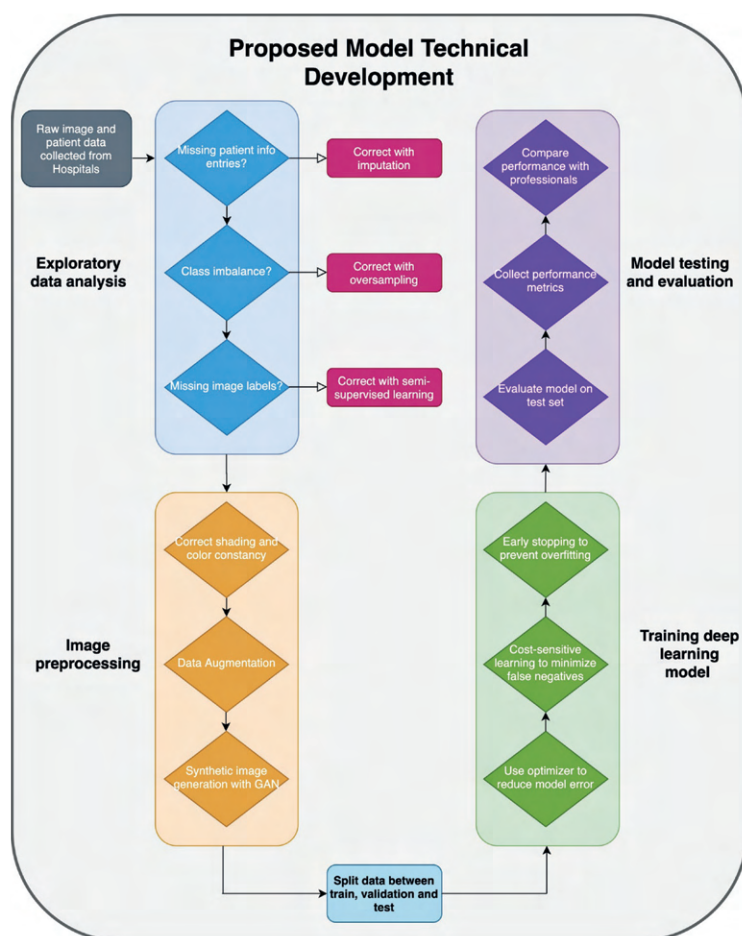 Proposed Model Technical
Development
Raw image and
patient data
collected from
Hospitals
Missing patient info
entries?
Correct with
imputation
Exploratory
data analysis
Class imbalance?
Correct with
oversampling
Missing image labels?
Correct with semi-
supervised learning
Correct shading and
color constancy
Image
preprocessing
Data Augmentation
Synthetic image
generation with GAN
Split data between
train, validation and
test
Use optimizer to
reduce model error
Cost-sensitive
learning to minimize
false negatives
Training deep
learning
model
Early stopping to
prevent overfitting
Evaluate model on
test set
Collect performance
metrics
Model testing
and evaluation
Compare
performance with
professionals